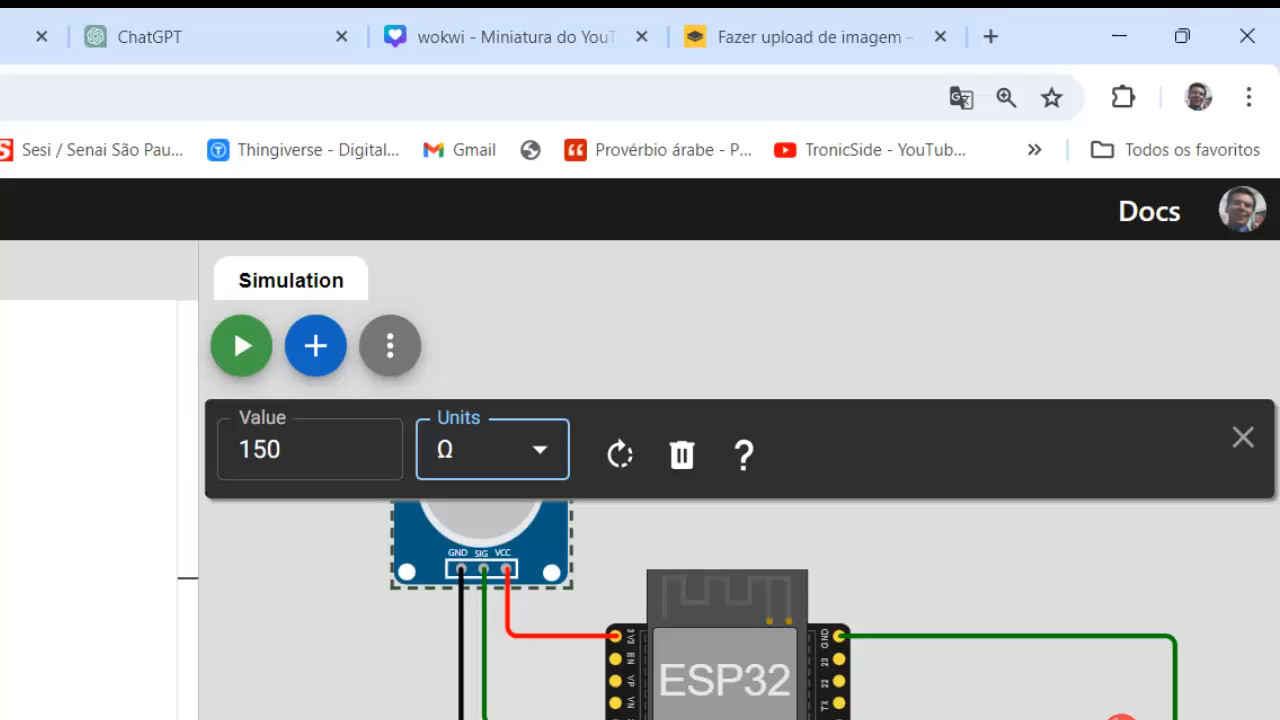 ChatGPT
wokwi - Miniatura do You
Fazer upload de imagem –
Sesi / Senai São Pau...
Thingiverse - Digital...
Gmail
Provérbio árabe - P...
TronicSide - YouTub...
Todos os favoritos
Docs
Simulation
Value
150
Units
Ω
?
GND SIG VCC
3V3
EN
VP
VN
ESP32
GND
23
22
TX